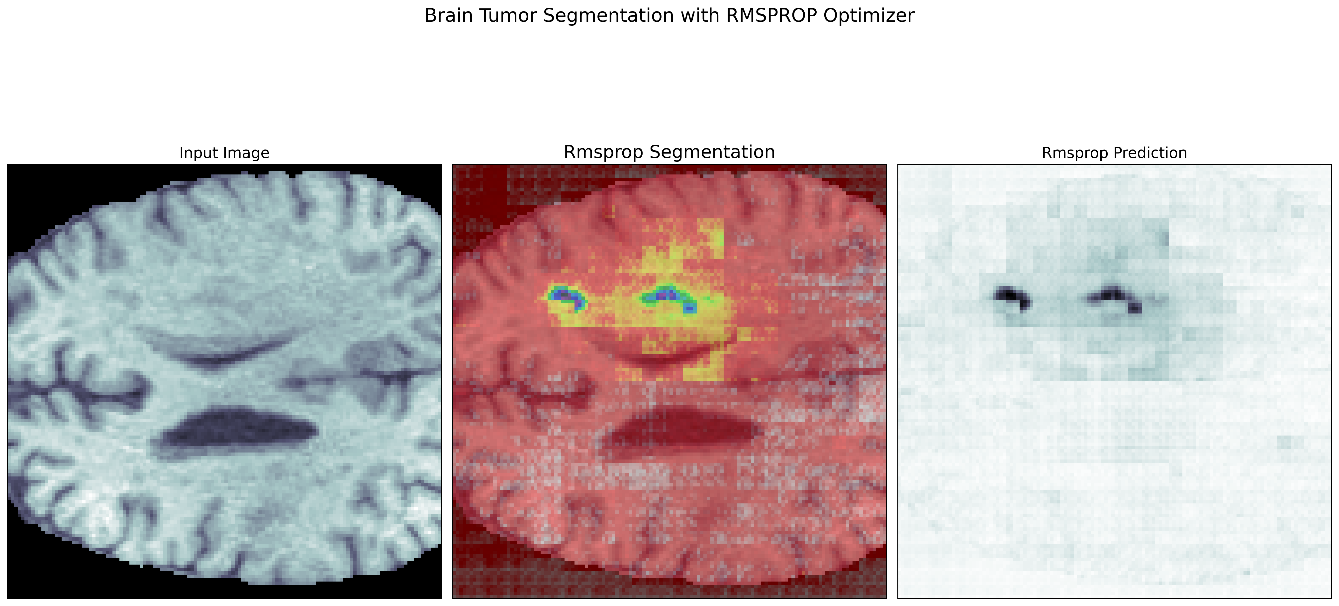 Brain Tumor Segmentation with RMSPROP Optimizer
Input Image
Rmsprop Segmentation
Rmsprop Prediction